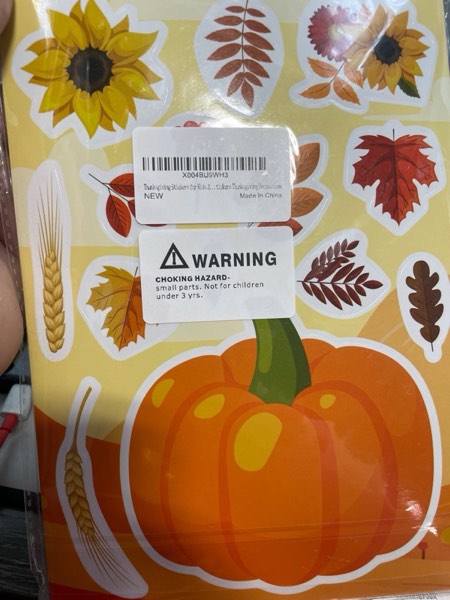 X004BU9WH3
Thanksgiving Stickers for Kids
NEW Made In China
WARNING
CHOKING HAZARD-
small parts. Not for children
under 3 yrs.